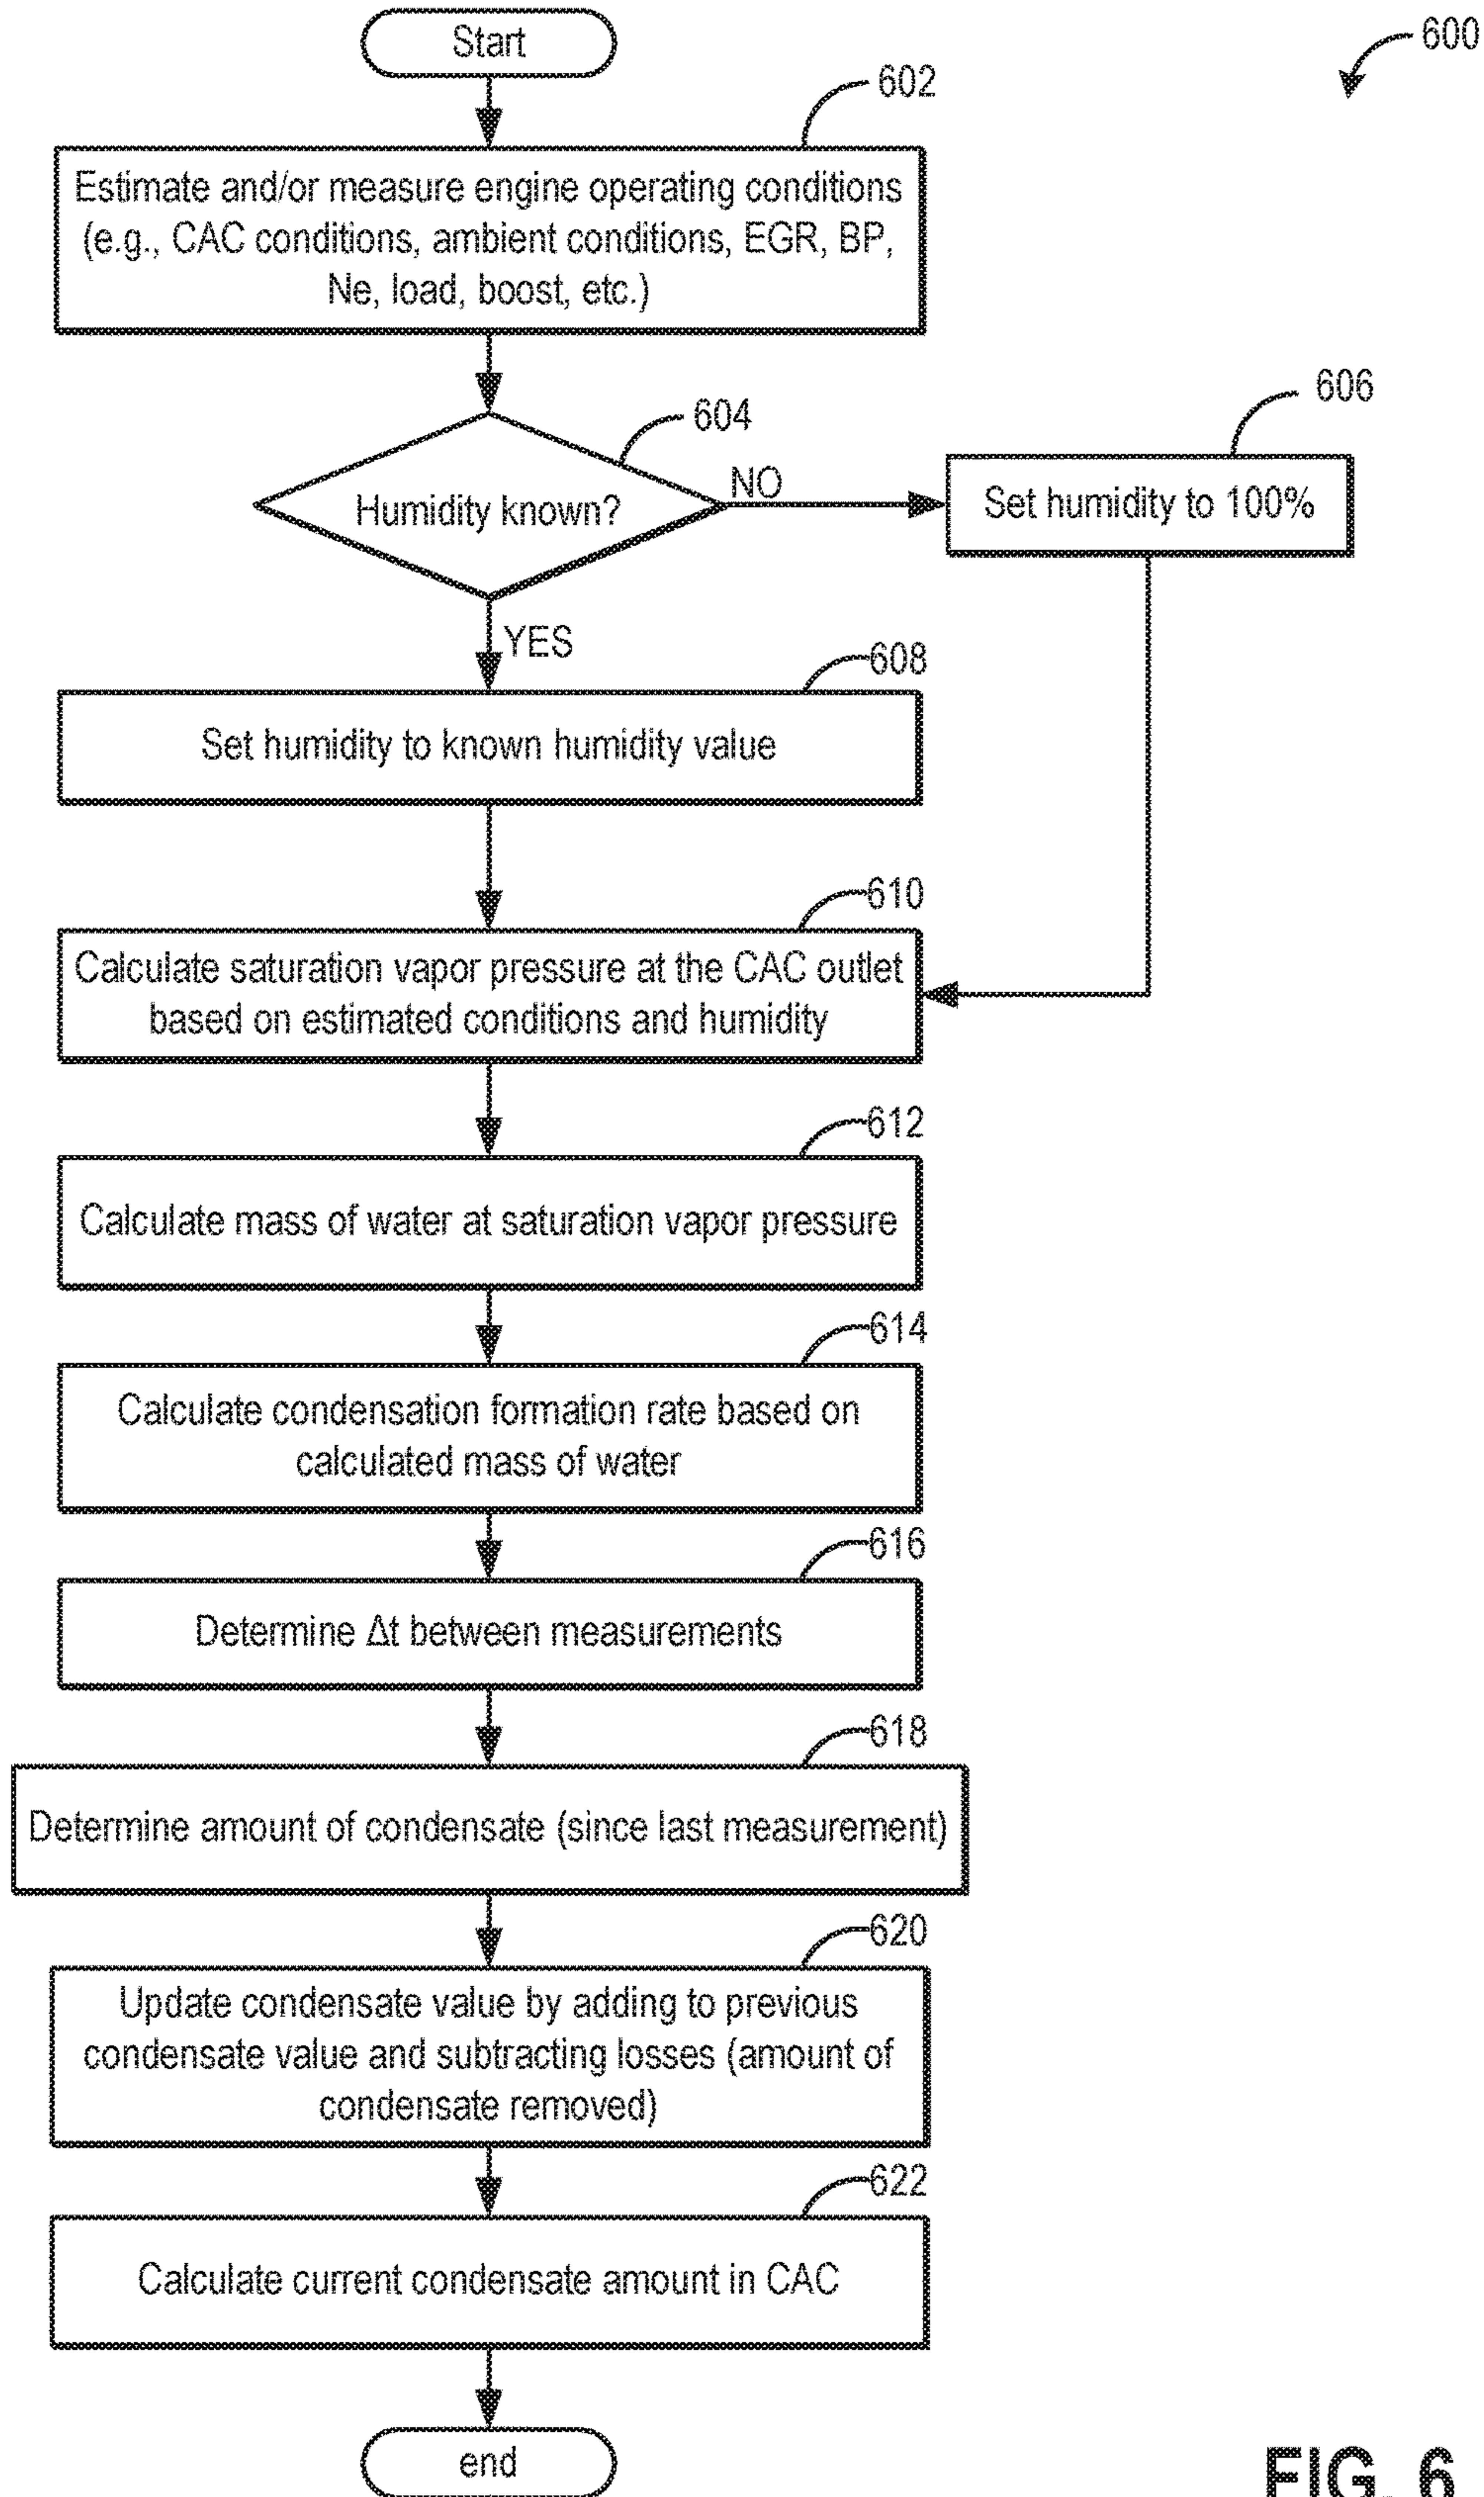 Start
600
602
Estimate and/or measure engine operating conditions
(e.g., CAC conditions, ambient conditions, EGR, BP,
Ne, load, boost, etc.)
604
606
Humidity known?
NO
Set humidity to 100%
YES
608
Set humidity to known humidity value
610
Calculate saturation vapor pressure at the CAC outlet
based on estimated conditions and humidity
612
Calculate mass of water at saturation vapor pressure
614
Calculate condensation formation rate based on
calculated mass of water
616
Determine Δt between measurements
618
Determine amount of condensate (since last measurement)
620
Update condensate value by adding to previous
condensate value and subtracting losses (amount of
condensate removed)
622
Calculate current condensate amount in CAC
end
FIG. 6